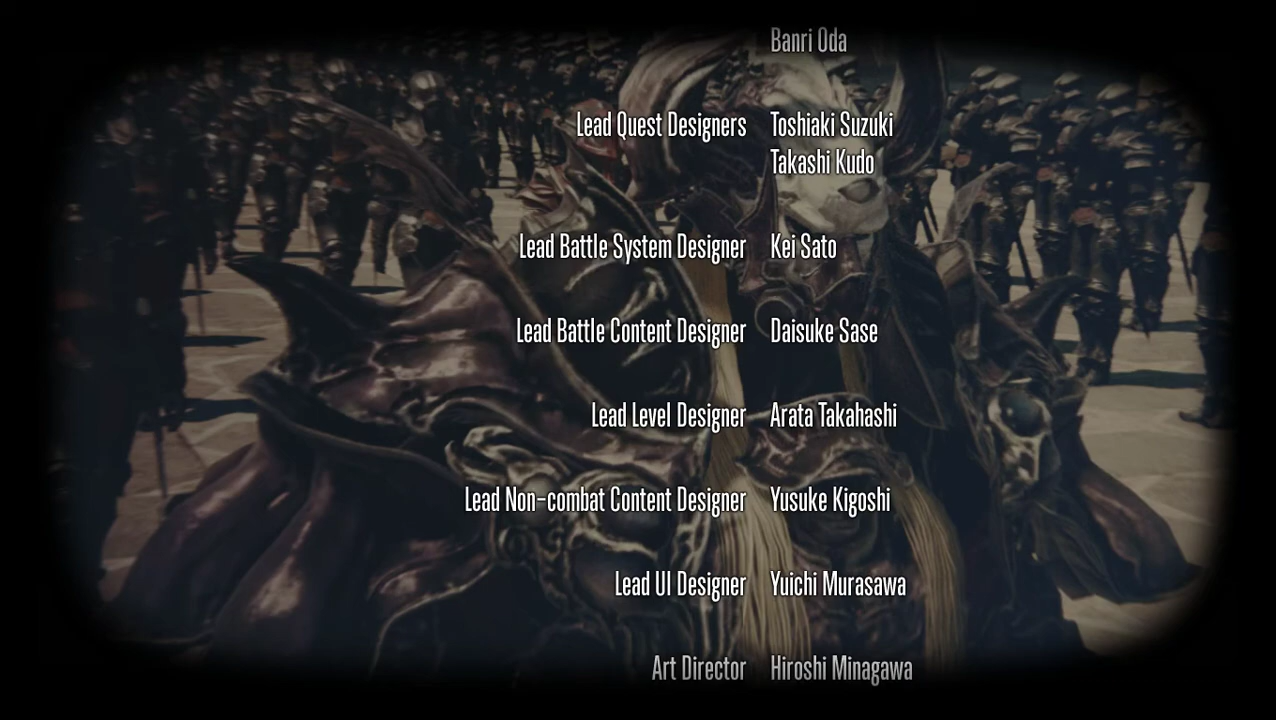 Banri Oda
Lead Quest Designers Toshiaki Suzuki
Takashi Kudo
Lead Battle System Designer Kei Sato
Lead Battle Content Designer Daisuke Sase
Lead Level Designer Arata Takahashi
Lead Non-combat Content Designer Yusuke Kigoshi
Lead UI Designer Yuichi Murasawa
Art Director Hiroshi Minagawa